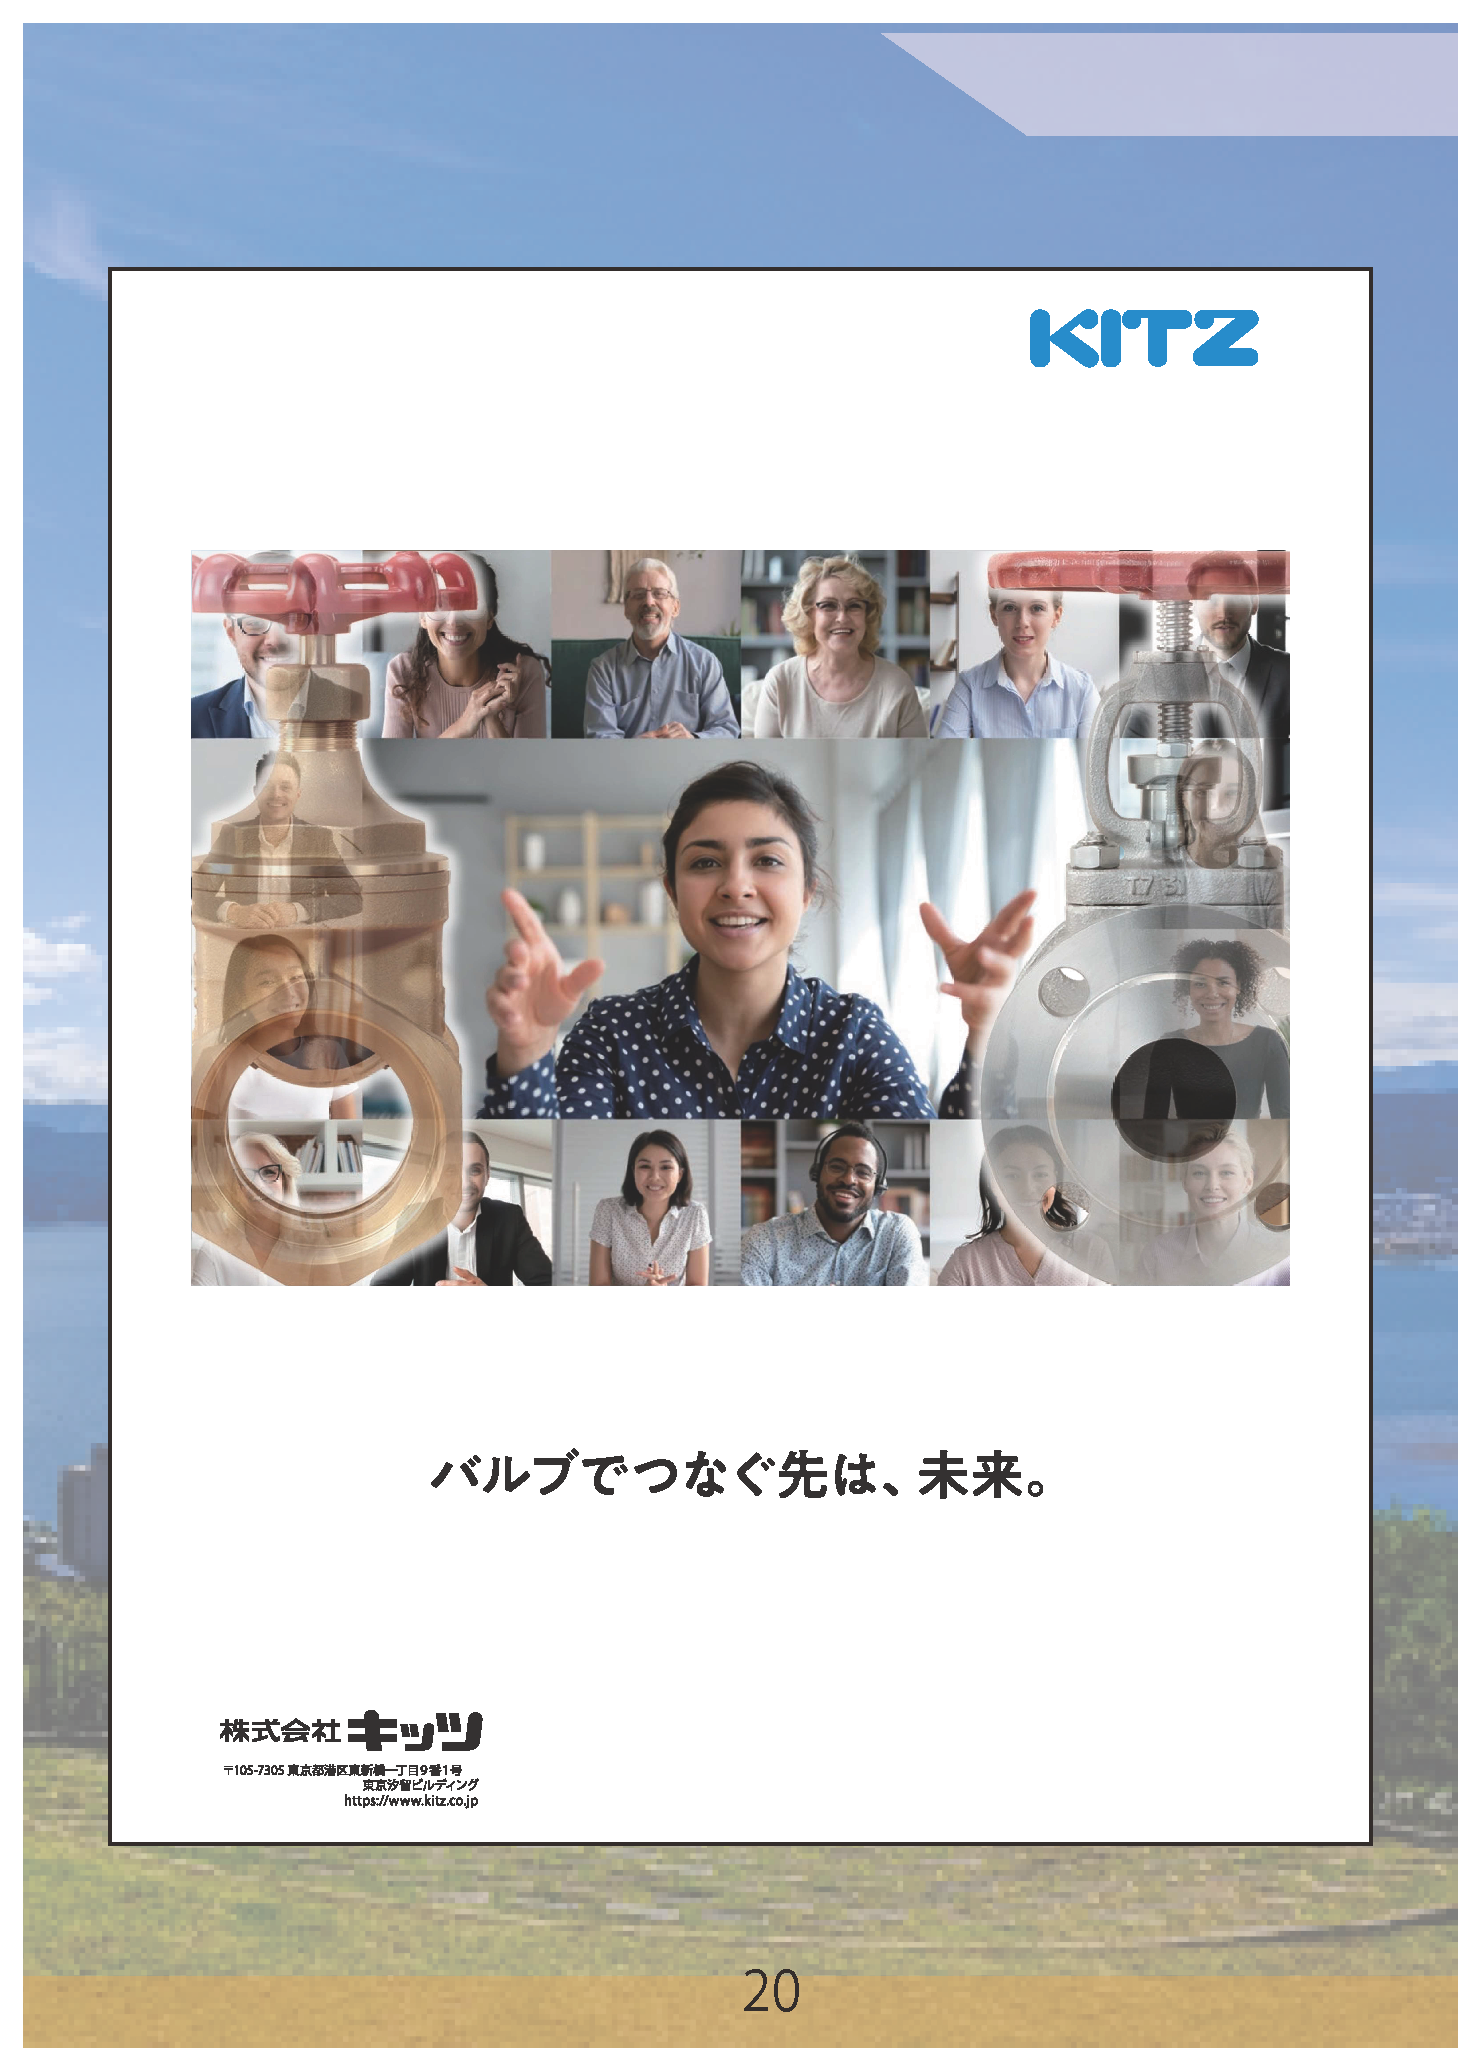 KITZ
T731 V
バルブでつなぐ先は、未来。
株式会社キッツ
〒105-7305 東京都港区東新橋一丁目9番1号
東京汐留ビルディング
https://www.kitz.co.jp
20